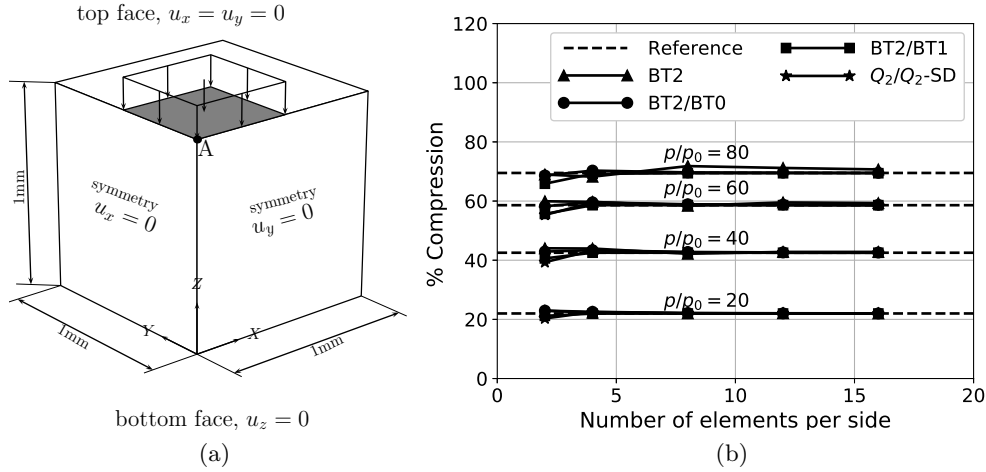 top face, $u_x = u_y = 0$
A
1mm
symmetry
$u_x = 0$
symmetry
$u_y = 0$
Z
Y
X
1mm
1mm
bottom face, $u_z = 0$
(a)
% Compression
120
100
80
60
40
20
0
Reference
BT2
BT2/BT0
BT2/BT1
$Q_2/Q_2$-SD
$p/p_0 = 80$
$p/p_0 = 60$
$p/p_0 = 40$
$p/p_0 = 20$
0 5 10 15 20
Number of elements per side
(b)